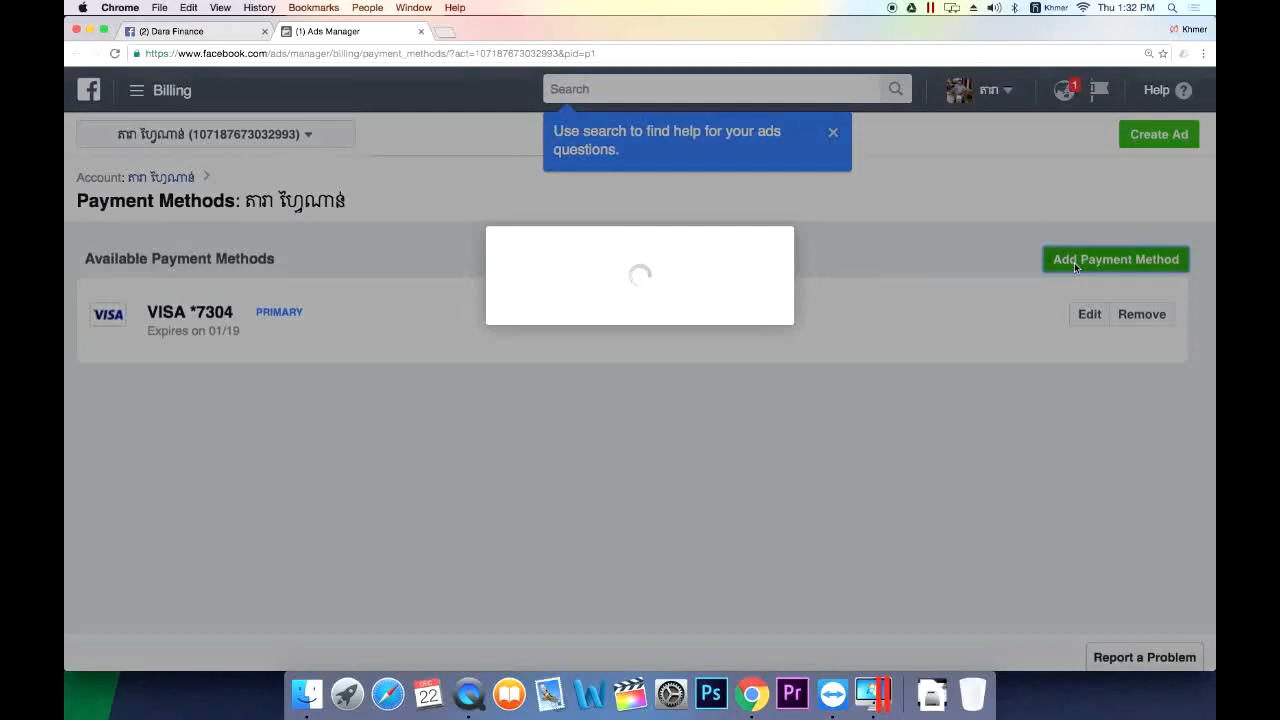 Chrome File Edit View History Bookmarks People Window Help Khmer Thu 1:32 PM
(2) Dara Finance
(1) Ads Manager
Khmer
https://www.facebook.com/ads/manager/billing/payment_methods/?act=107187673032993&pid=p1
Billing
Search
តារា
1
Help
តារា ហ្វៃណាន់ (107187673032993)
Use search to find help for your ads
questions.
Create Ad
Account: តារា ហ្វៃណាន់
Payment Methods: តារា ហ្វៃណាន់
Available Payment Methods
Add Payment Method
VISA
VISA *7304 PRIMARY
Expires on 01/19
Edit Remove
Report a Problem
DEC
22
Ps
Pr